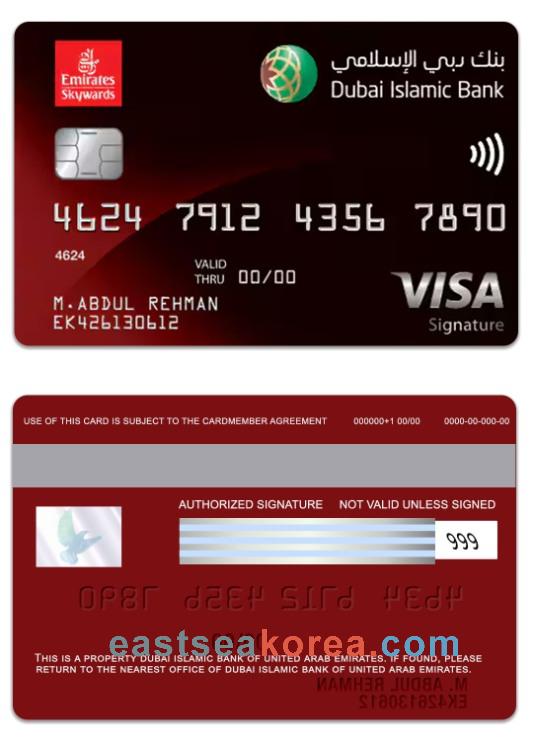 Emirates
Skywards
بنك دبي الإسلامي
Dubai Islamic Bank
4624 7912 4356 7890
4624
VALID
THRU 00/00
M.ABDUL REHMAN
EK426130612
VISA
Signature
USE OF THIS CARD IS SUBJECT TO THE CARDMEMBER AGREEMENT 000000+1 00/00 0000-00-000-00
AUTHORIZED SIGNATURE NOT VALID UNLESS SIGNED
999
eastseakorea.com
THIS IS A PROPERTY DUBAI ISLAMIC BANK OF UNITED ARAB EMIRATES. IF FOUND, PLEASE
RETURN TO THE NEAREST OFFICE OF DUBAI ISLAMIC BANK OF UNITED ARAB EMIRATES.
M. ABDUL REHMAN
EK426130612